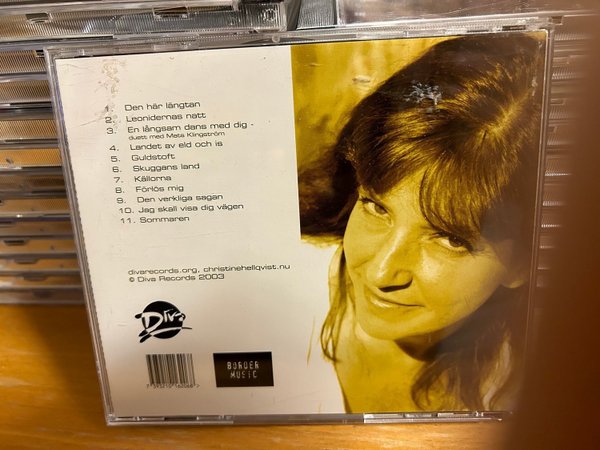 1. Den här längtan
2. Leonidernas natt
3. En långsam dans med dig -
duett med Mats Klingström
4. Landet av eld och is
5. Guldstoft
6. Skuggans land
7. Källorna
8. Förlös mig
9. Den verkliga sagan
10. Jag skall visa dig vägen
11. Sommaren
divarecords.org, christinehellqvist.nu
© Diva Records 2003
Diva
BORDER
MUSIC